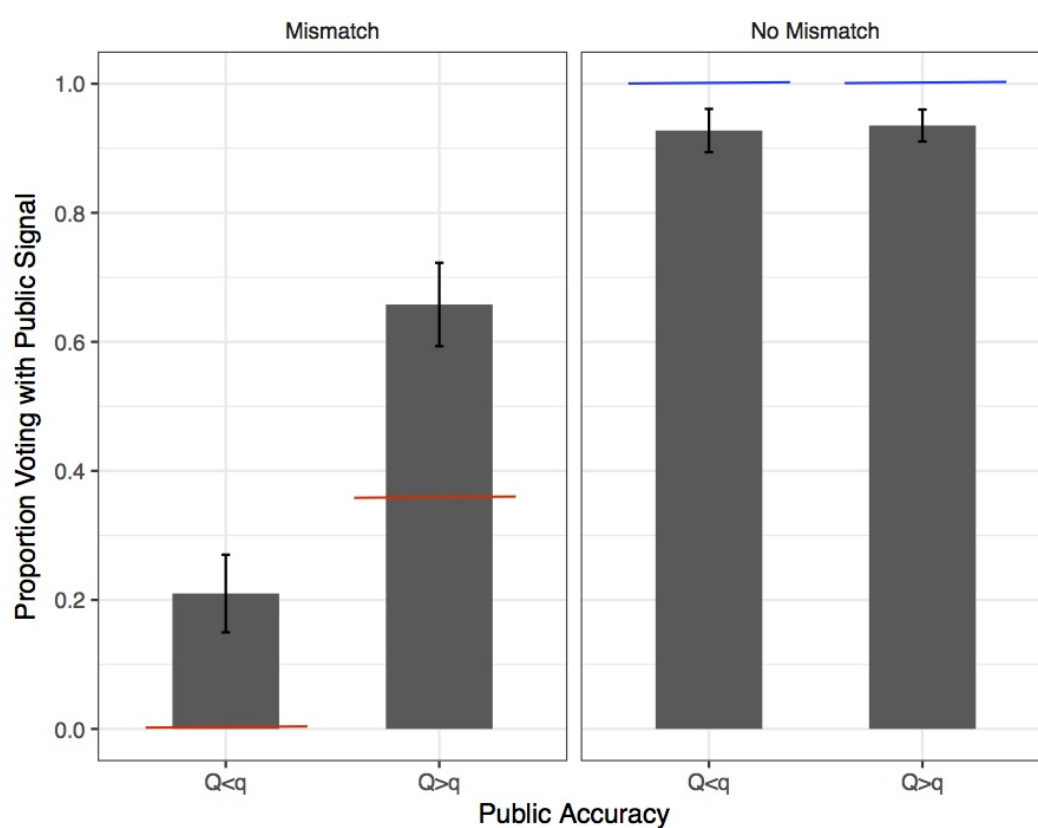 Mismatch
No Mismatch
Proportion Voting with Public Signal
1.0
0.8
0.6
0.4
0.2
0.0
Q<q
Q>q
Q<q
Q>q
Public Accuracy